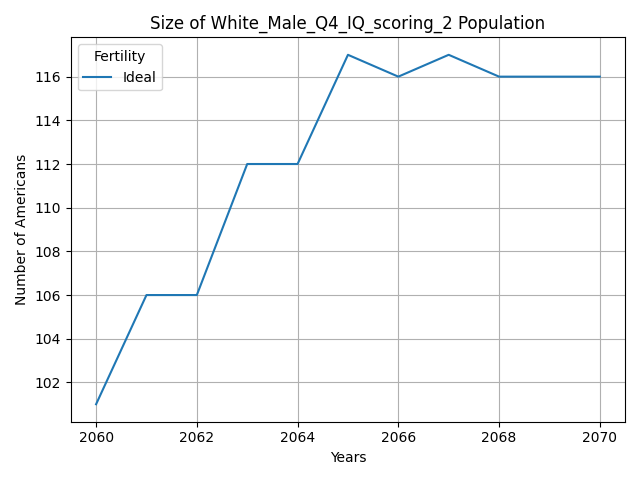 Size of White_Male_Q4_IQ_scoring_2 Population
Fertility
Ideal
Number of Americans
116
114
112
110
108
106
104
102
2060
2062
2064
2066
2068
2070
Years